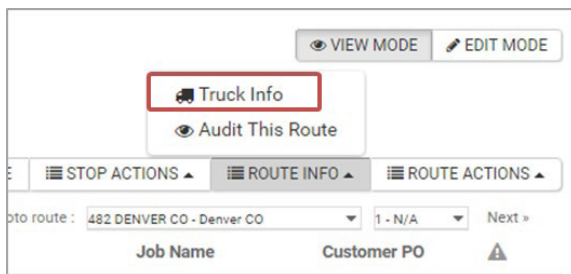 VIEW MODE EDIT MODE
Truck Info
Audit This Route
E STOP ACTIONS ROUTE INFO ROUTE ACTIONS
oto route : 482 DENVER CO - Denver CO 1 - N/A Next »
Job Name Customer PO